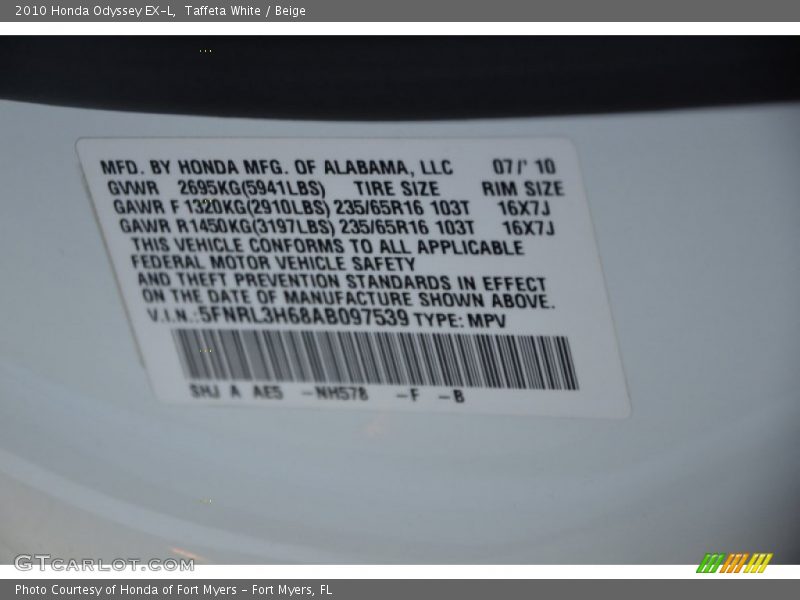 2010 Honda Odyssey EX-L, Taffeta White / Beige
MFD. BY HONDA MFG. OF ALABAMA, LLC 07/' 10
GVWR 2695KG(5941LBS) TIRE SIZE RIM SIZE
GAWR F 1320KG(2910LBS) 235/65R16 103T 16X7J
GAWR R1450KG(3197LBS) 235/65R16 103T 16X7J
THIS VEHICLE CONFORMS TO ALL APPLICABLE
FEDERAL MOTOR VEHICLE SAFETY
AND THEFT PREVENTION STANDARDS IN EFFECT
ON THE DATE OF MANUFACTURE SHOWN ABOVE.
V.I.N.:5FNRL3H68AB097539 TYPE: MPV
SHJ A AE5 -NH578 -F -B
GTCARLOT.COM
Photo Courtesy of Honda of Fort Myers - Fort Myers, FL